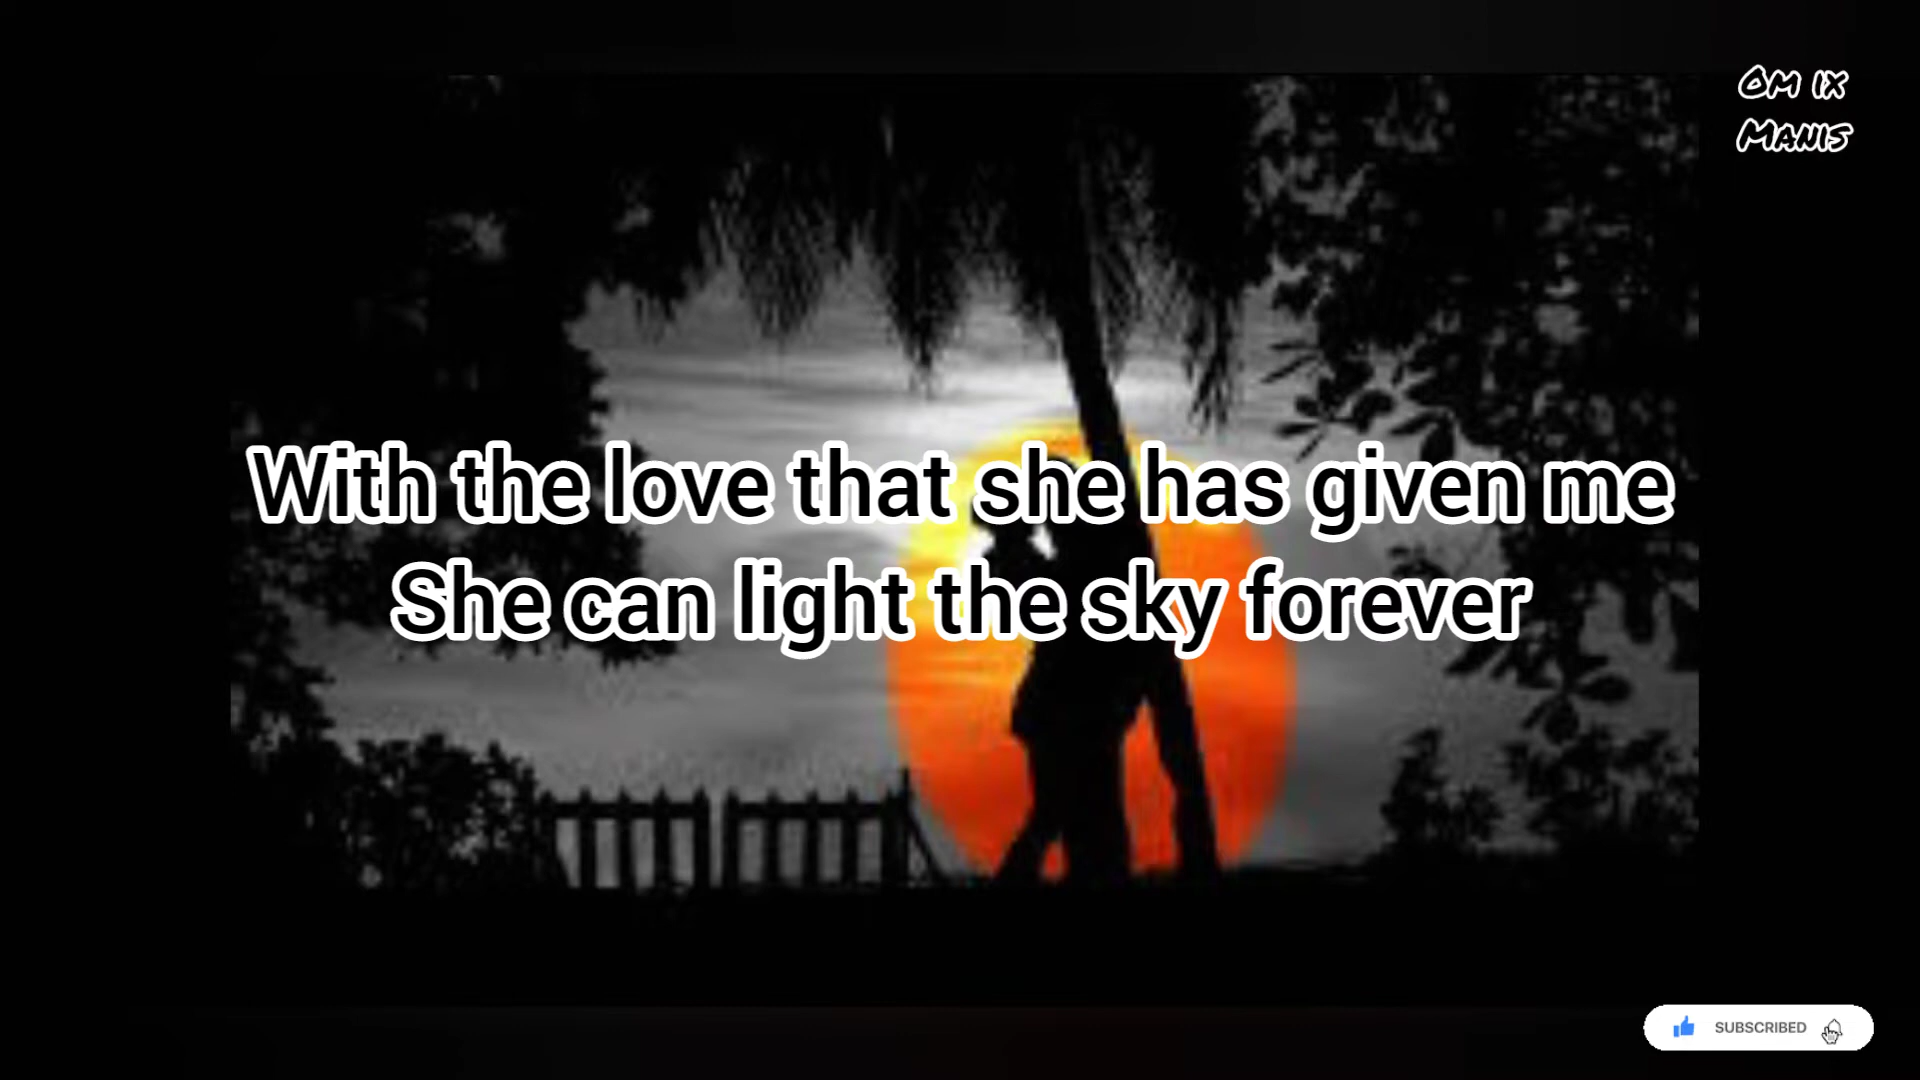 Om ix
Manis
With the love that she has given me
She can light the sky forever
SUBSCRIBED